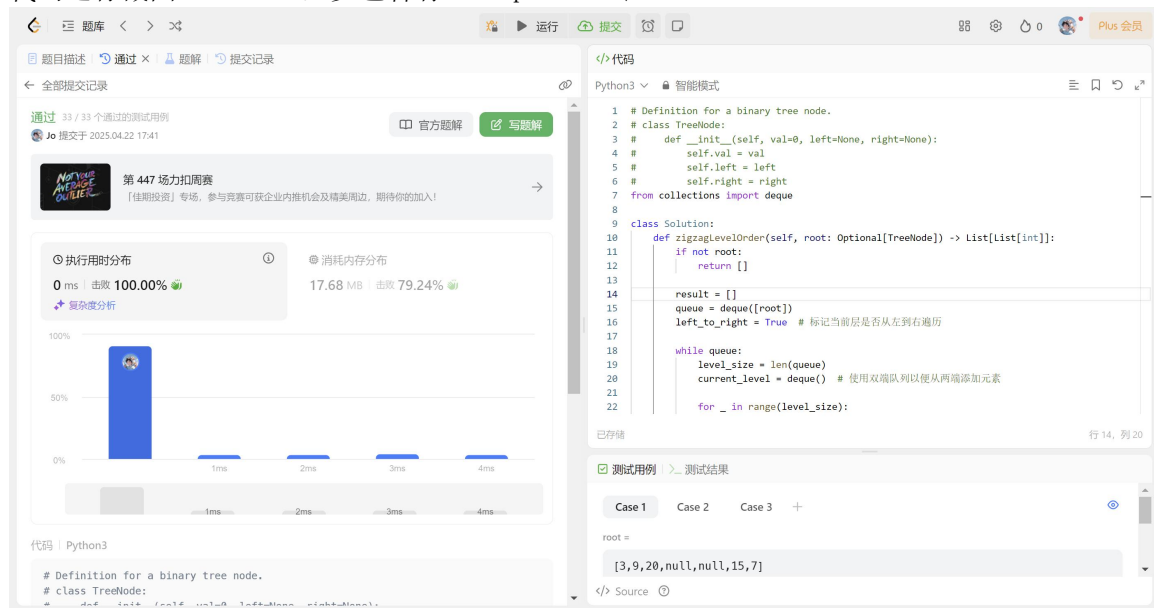 题库
运行
提交
0
Plus 会员
题目描述
通过
题解
提交记录
全部提交记录
通过 33 / 33 个通过的测试用例
Jo 提交于 2025.04.22 17:41
官方题解
写题解
NOT YOUR AVERAGE OUTLIER
第 447 场力扣周赛
「佳期投资」专场，参与竞赛可获企业内推机会及精美周边，期待你的加入！
执行用时分布
0 ms 击败 100.00%
复杂度分析
消耗内存分布
17.68 MB 击败 79.24%
100%
50%
0%
1ms 2ms 3ms 4ms
1ms 2ms 3ms 4ms
代码 Python3
# Definition for a binary tree node.
# class TreeNode:
#     def __init__(self, val=0, left=None, right=None):
</>代码
Python3 智能模式
1 # Definition for a binary tree node.
2 # class TreeNode:
3 #     def __init__(self, val=0, left=None, right=None):
4 #         self.val = val
5 #         self.left = left
6 #         self.right = right
7 from collections import deque
8
9 class Solution:
10     def zigzagLevelOrder(self, root: Optional[TreeNode]) -> List[List[int]]:
11         if not root:
12             return []
13
14         result = []
15         queue = deque([root])
16         left_to_right = True  # 标记当前层是否从左到右遍历
17
18         while queue:
19             level_size = len(queue)
20             current_level = deque()  # 使用双端队列以便从两端添加元素
21
22             for _ in range(level_size):
已存储
行 14, 列 20
测试用例
>_ 测试结果
Case 1 Case 2 Case 3 +
root =
[3,9,20,null,null,15,7]
</> Source